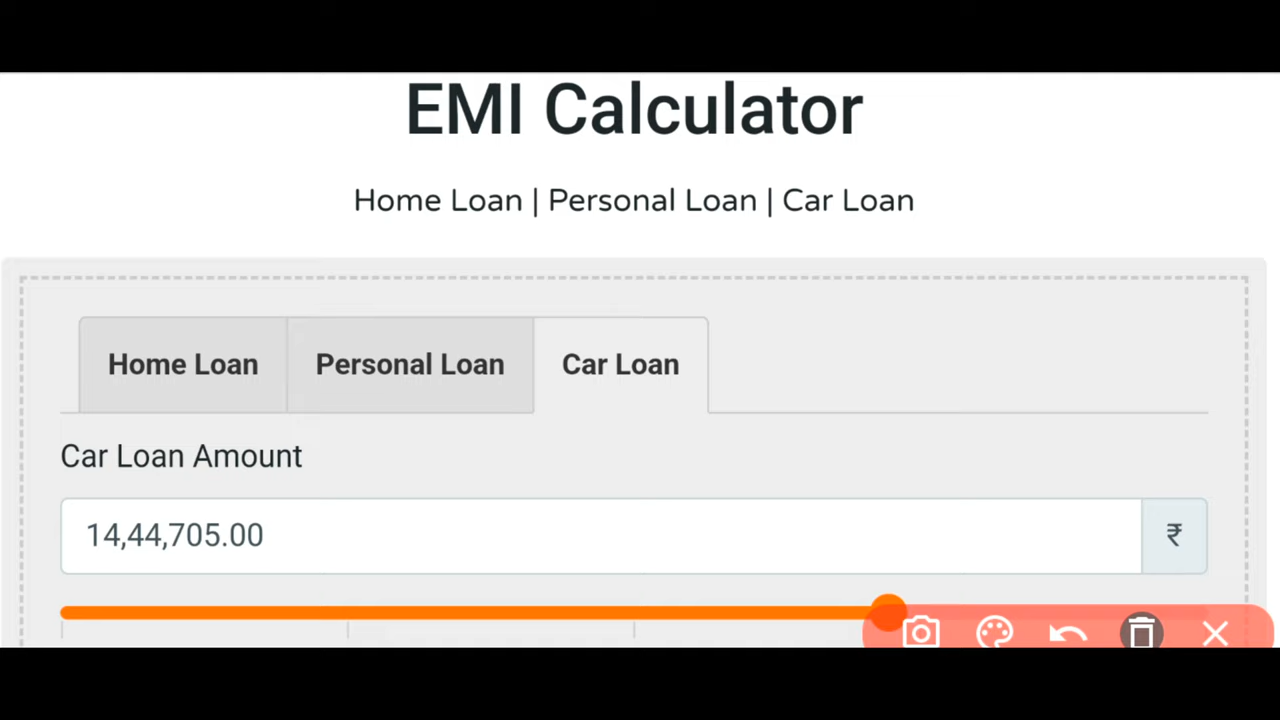 EMI Calculator
Home Loan | Personal Loan | Car Loan
Home Loan Personal Loan Car Loan
Car Loan Amount
14,44,705.00 ₹